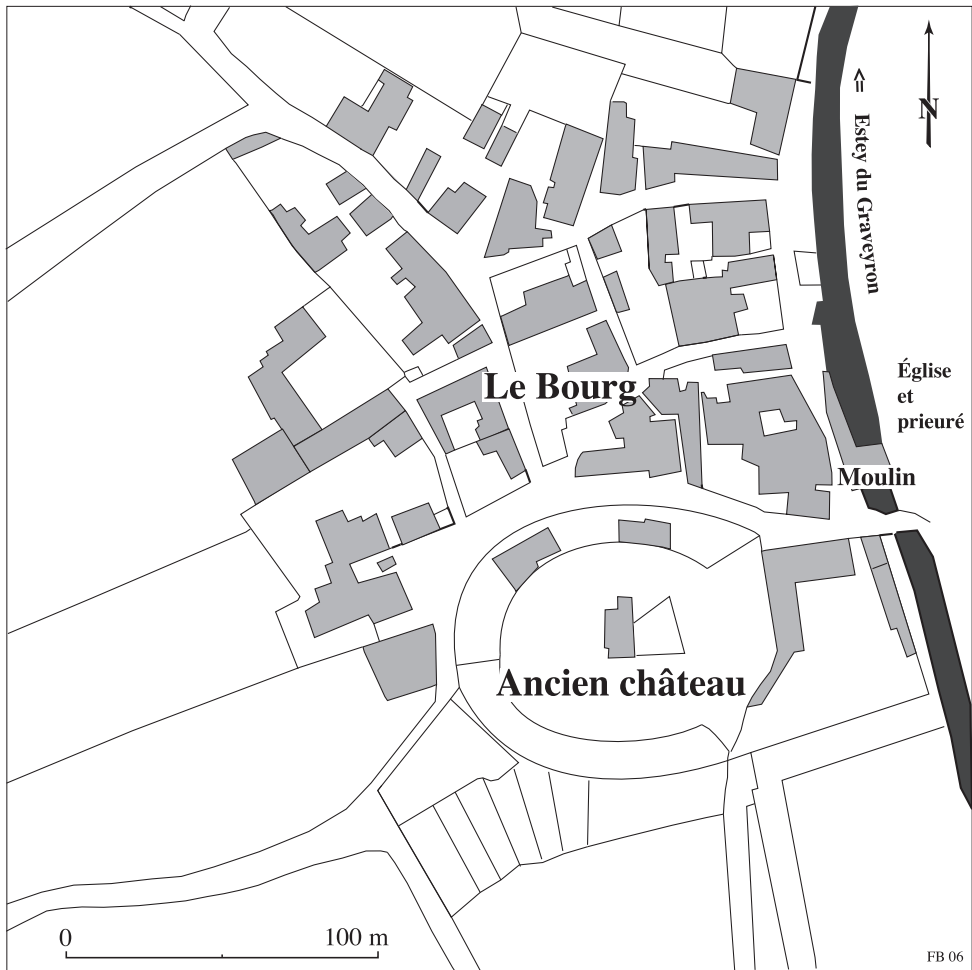 N
<= Estey du Graveyron
Le Bourg
Église
et
prieuré
Moulin
Ancien château
0 100 m
FB 06